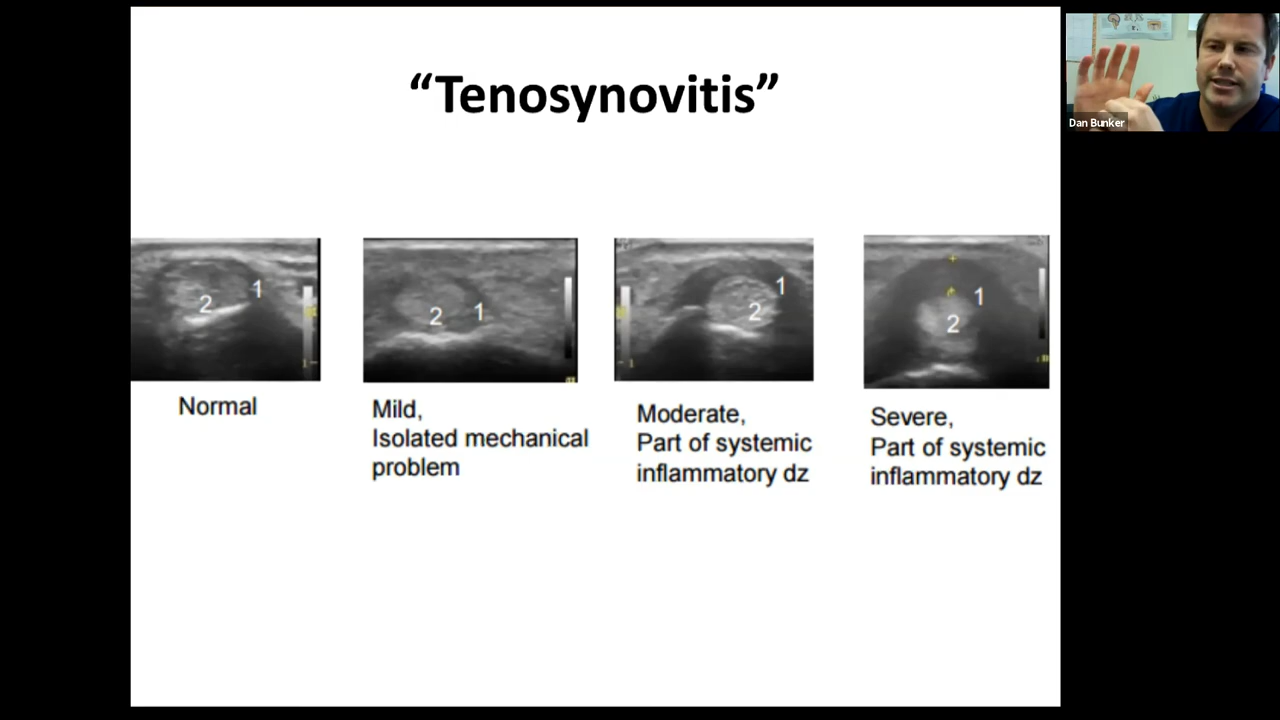 “Tenosynovitis”
Dan Bunker
1
2
1
2
1
2
1
2
Normal
Mild,
Isolated mechanical
problem
Moderate,
Part of systemic
inflammatory dz
Severe,
Part of systemic
inflammatory dz